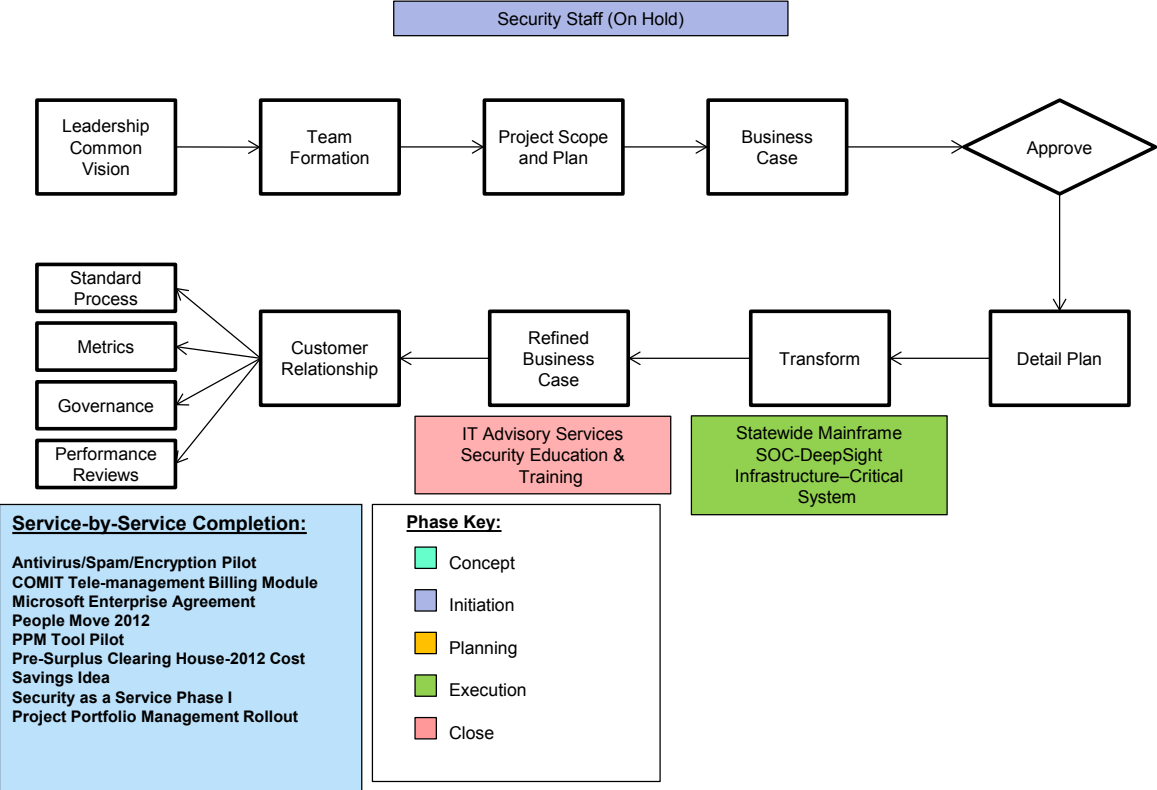 Security Staff (On Hold)
Leadership
Common
Vision
Team
Formation
Project Scope
and Plan
Business
Case
Approve
Standard
Process
Metrics
Governance
Performance
Reviews
Customer
Relationship
Refined
Business
Case
Transform
Detail Plan
IT Advisory Services
Security Education &
Training
Statewide Mainframe
SOC-DeepSight
Infrastructure–Critical
System
Service-by-Service Completion:
Antivirus/Spam/Encryption Pilot
COMIT Tele-management Billing Module
Microsoft Enterprise Agreement
People Move 2012
PPM Tool Pilot
Pre-Surplus Clearing House-2012 Cost
Savings Idea
Security as a Service Phase I
Project Portfolio Management Rollout
Phase Key:
Concept
Initiation
Planning
Execution
Close